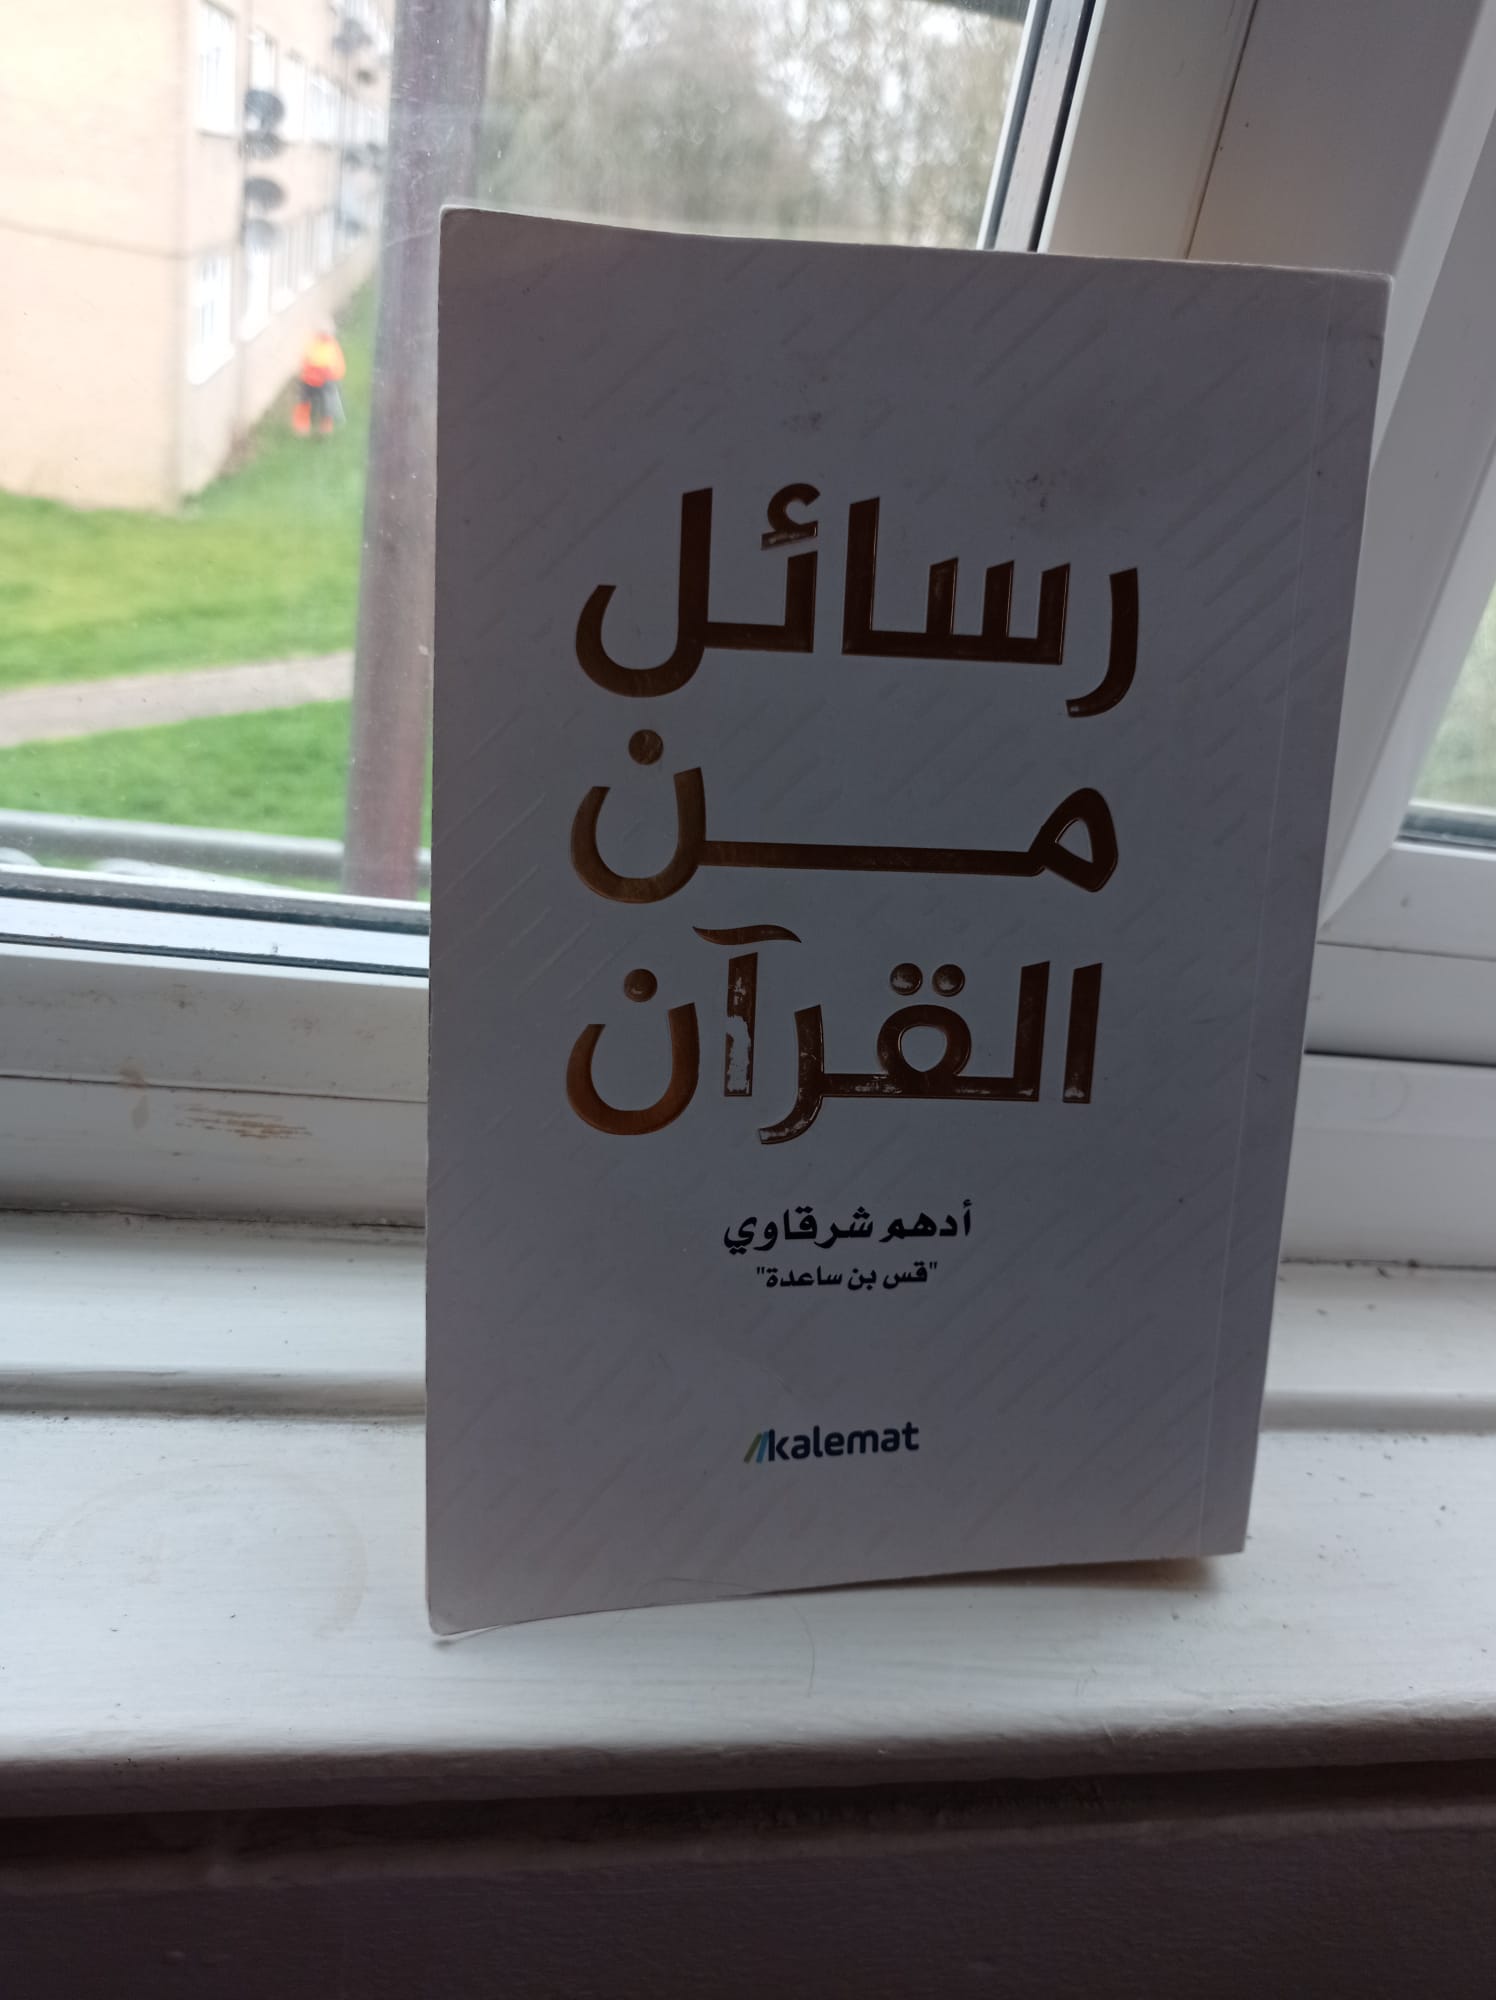 رسائل
من
القرآن
أدهم شرقاوي
"قس بن ساعدة"
kalemat